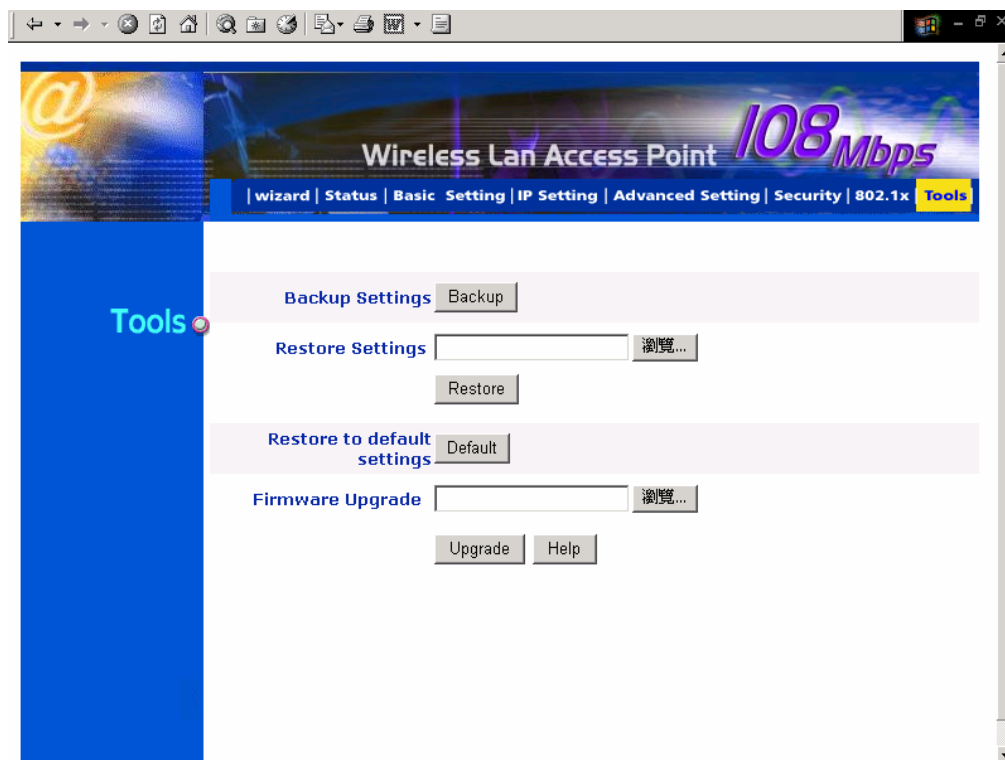 @
Wireless Lan Access Point 108Mbps
|wizard | Status | Basic Setting |IP Setting | Advanced Setting | Security | 802.1x | Tools|
Tools
Backup Settings Backup
Restore Settings 瀏覽...
Restore
Restore to default
settings Default
Firmware Upgrade 瀏覽...
Upgrade Help